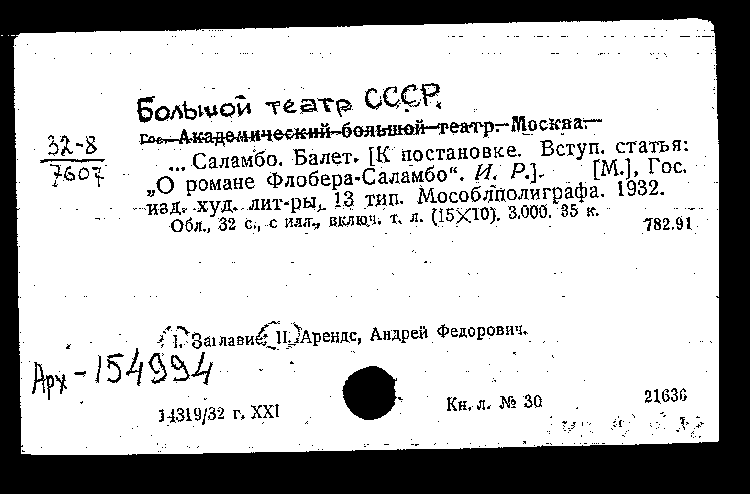 Большой театр СССР.
32-8
7607
Гос. Академический большой театр. Москва.
... Саламбо. Балет. [К постановке. Вступ. статья:
„О романе Флобера-Саламбо“. И. Р.]. [М.], Гос.
изд. худ. лит-ры, 13 тип. Мособлполиграфа. 1932.
Обл., 32 с., с илл., включ. т. л. (15X10). 3.000. 35 к.
782.91
I. Заглавие. II. Арендс, Андрей Федорович.
Арх-154994
14319/32 г. XXI
Кн. л. № 30
21636